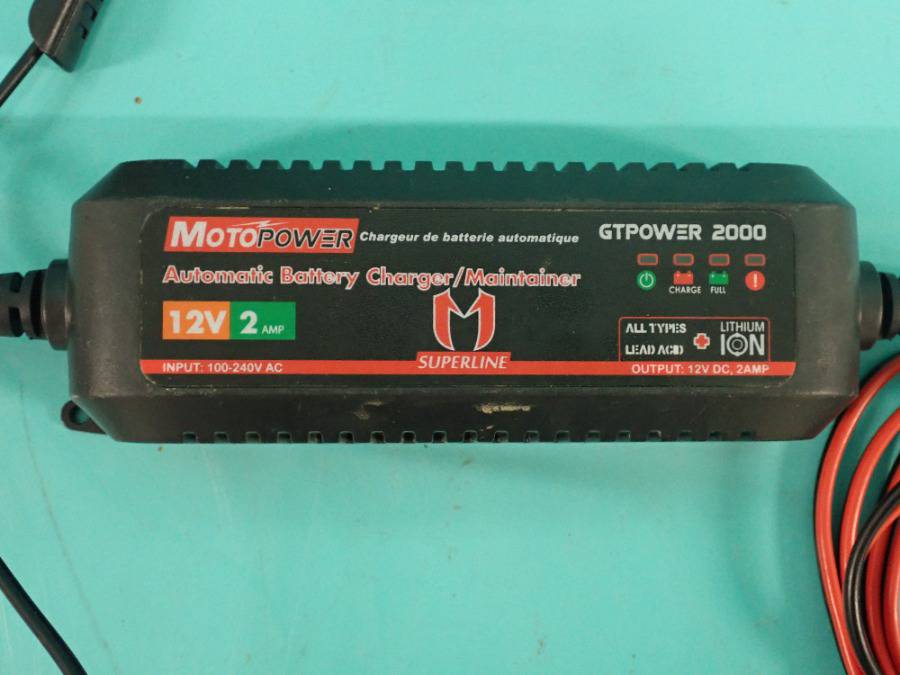 MOTOPOWER Chargeur de batterie automatique
GTPOWER 2000
Automatic Battery Charger/Maintainer
CHARGE FULL
12V 2 AMP
SUPERLINE
ALL TYPES
LEAD ACID
LITHIUM
ION
INPUT: 100-240V AC
OUTPUT: 12V DC, 2AMP